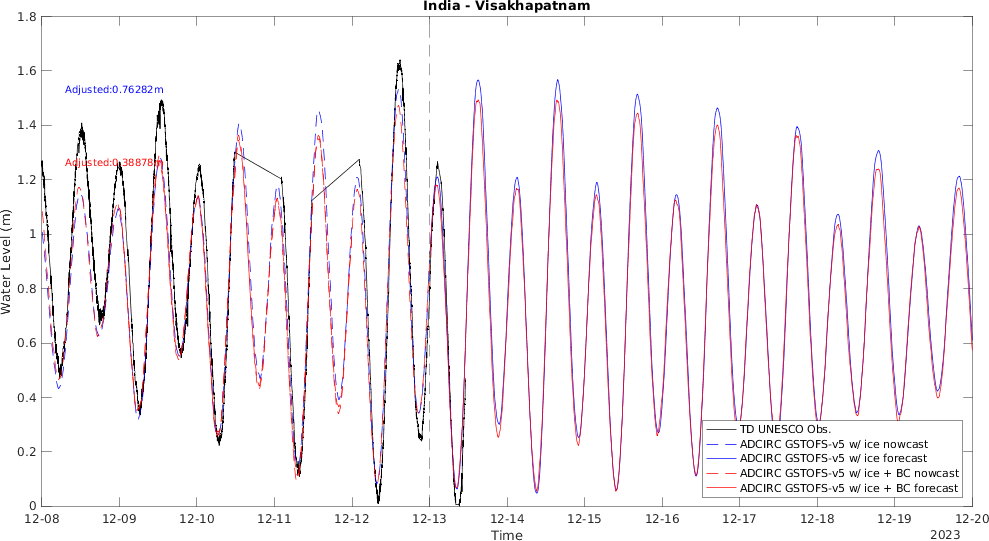 India - Visakhapatnam
1.8
1.6
1.4
1.2
1
0.8
0.6
0.4
0.2
0
Water Level (m)
Adjusted:0.76282m
Adjusted:0.38878m
TD UNESCO Obs.
ADCIRC GSTOFS-v5 w/ ice nowcast
ADCIRC GSTOFS-v5 w/ ice forecast
ADCIRC GSTOFS-v5 w/ ice + BC nowcast
ADCIRC GSTOFS-v5 w/ ice + BC forecast
12-08 12-09 12-10 12-11 12-12 12-13 12-14 12-15 12-16 12-17 12-18 12-19 12-20
Time
2023